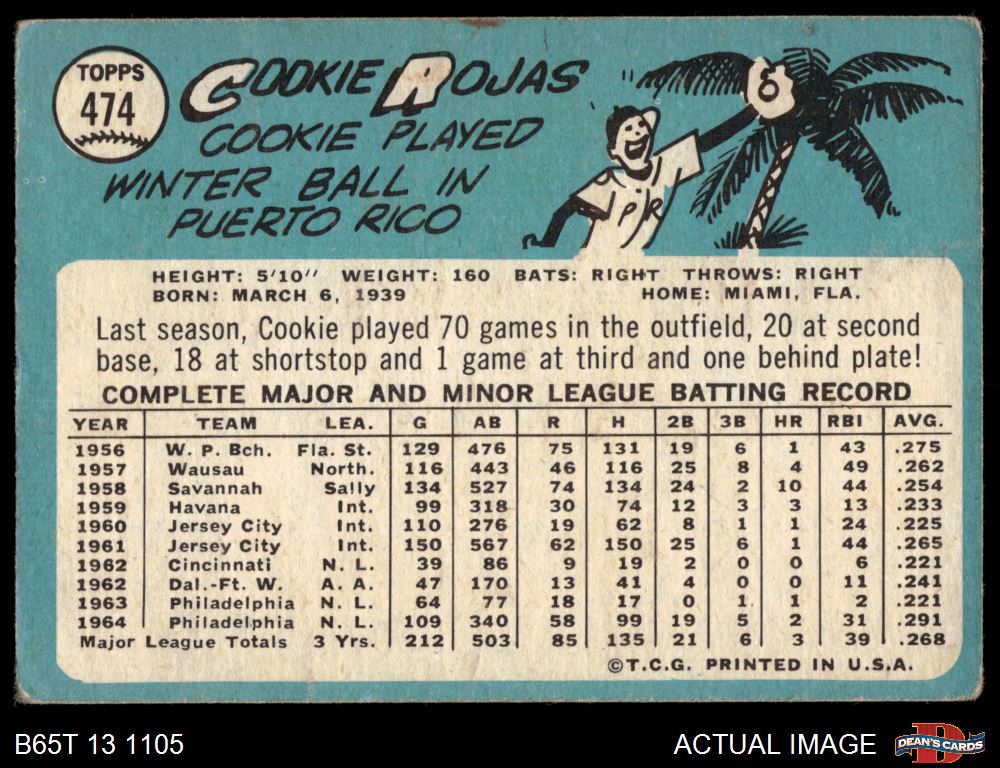 TOPPS
474
COOKIE ROJAS
COOKIE PLAYED
WINTER BALL IN
PUERTO RICO
6
PR
HEIGHT: 5'10" WEIGHT: 160 BATS: RIGHT THROWS: RIGHT
BORN: MARCH 6, 1939 HOME: MIAMI, FLA.
Last season, Cookie played 70 games in the outfield, 20 at second
base, 18 at shortstop and 1 game at third and one behind plate!
COMPLETE MAJOR AND MINOR LEAGUE BATTING RECORD
YEAR TEAM LEA. G AB R H 2B 3B HR RBI AVG.
1956 W. P. Bch. Fla. St. 129 476 75 131 19 6 1 43 .275
1957 Wausau North. 116 443 46 116 25 8 4 49 .262
1958 Savannah Sally 134 527 74 134 24 2 10 44 .254
1959 Havana Int. 99 318 30 74 12 3 3 13 .233
1960 Jersey City Int. 110 276 19 62 8 1 1 24 .225
1961 Jersey City Int. 150 567 62 150 25 6 1 44 .265
1962 Cincinnati N. L. 39 86 9 19 2 0 0 6 .221
1962 Dal.-Ft. W. A. A. 47 170 13 41 4 0 0 11 .241
1963 Philadelphia N. L. 64 77 18 17 0 1 1 2 .221
1964 Philadelphia N. L. 109 340 58 99 19 5 2 31 .291
Major League Totals 3 Yrs. 212 503 85 135 21 6 3 39 .268
©T.C.G. PRINTED IN U.S.A.
B65T 13 1105 ACTUAL IMAGE
D
DEAN'S CARDS